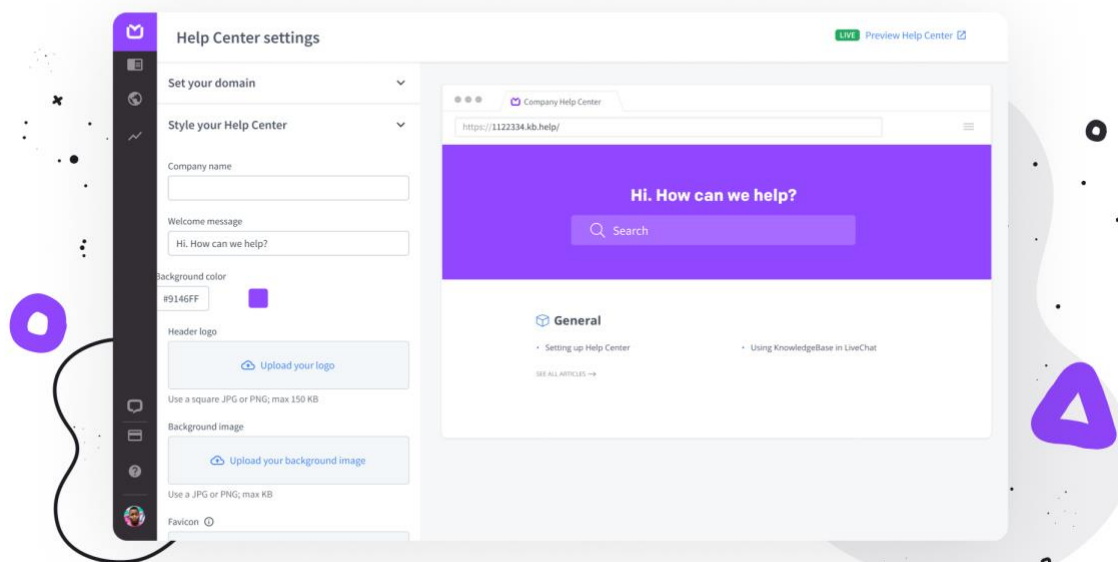 Help Center settings
LIVE Preview Help Center
Set your domain
Style your Help Center
Company name
Welcome message
Hi. How can we help?
Background color
#9146FF
Header logo
Upload your logo
Use a square JPG or PNG; max 150 KB
Background image
Upload your background image
Use a JPG or PNG; max KB
Favicon
Company Help Center
https://1122334.kb.help/
Hi. How can we help?
Search
General
· Setting up Help Center
· Using KnowledgeBase in LiveChat
SEE ALL ARTICLES →